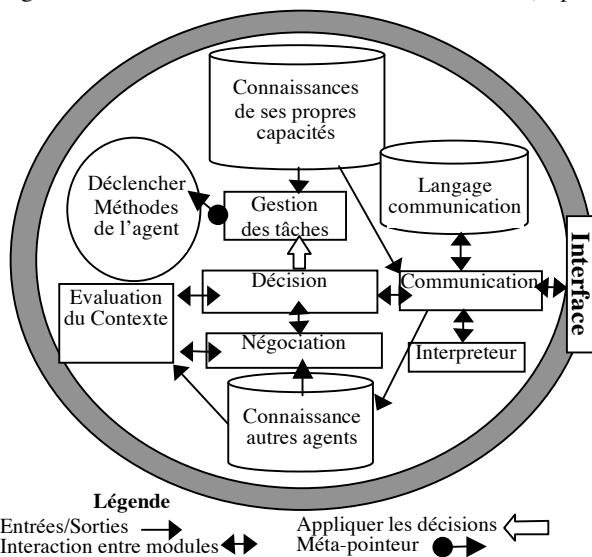 Connaissances
de ses propres
capacités
Déclencher
Méthodes
de l'agent
Gestion
des tâches
Langage
communication
Interface
Evaluation
du Contexte
Décision
Communication
Négociation
Interpreteur
Connaissance
autres agents
Légende
Entrées/Sorties
Appliquer les décisions
Interaction entre modules
Méta-pointeur